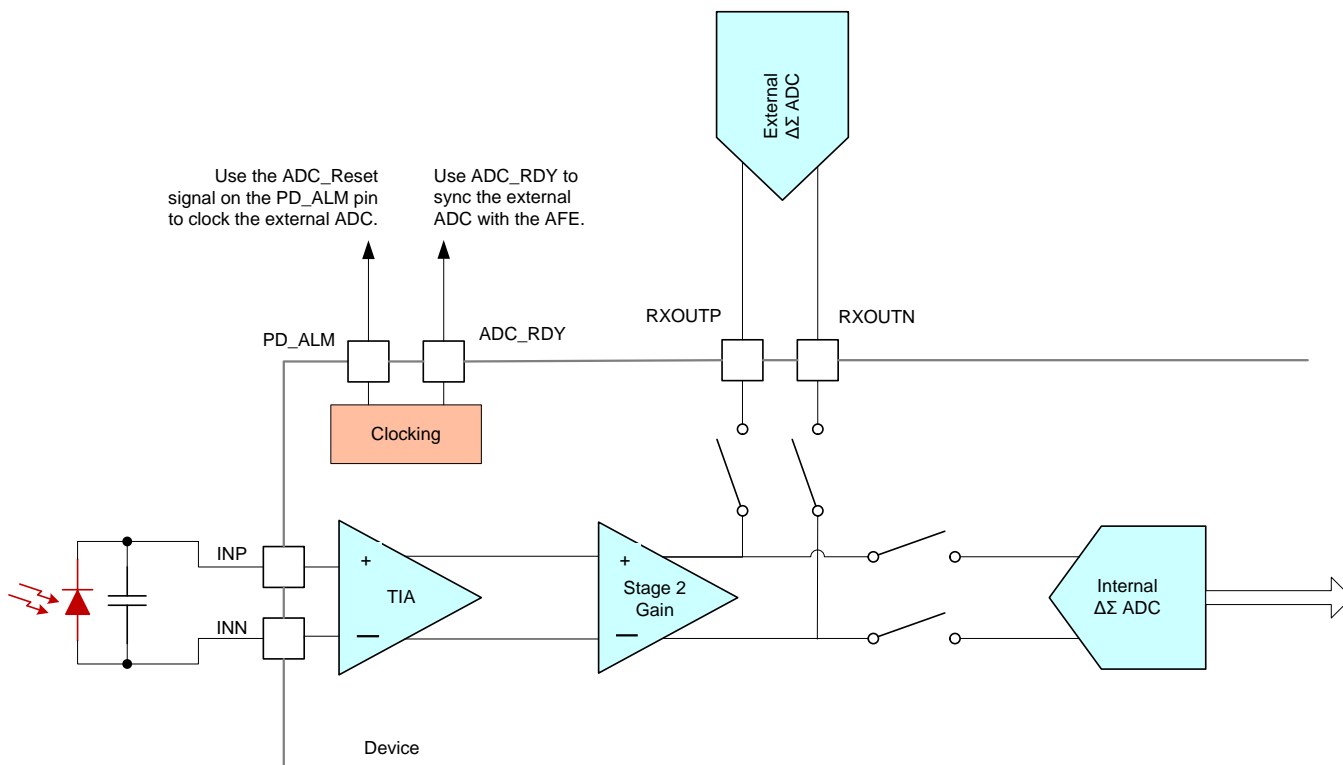 External
ΔΣ ADC
Use the ADC_Reset
signal on the PD_ALM pin
to clock the external ADC.
Use ADC_RDY to
sync the external
ADC with the AFE.
PD_ALM
ADC_RDY
RXOUTP
RXOUTN
Clocking
INP
INN
+
TIA
+
Stage 2
Gain
Internal
ΔΣ ADC
Device